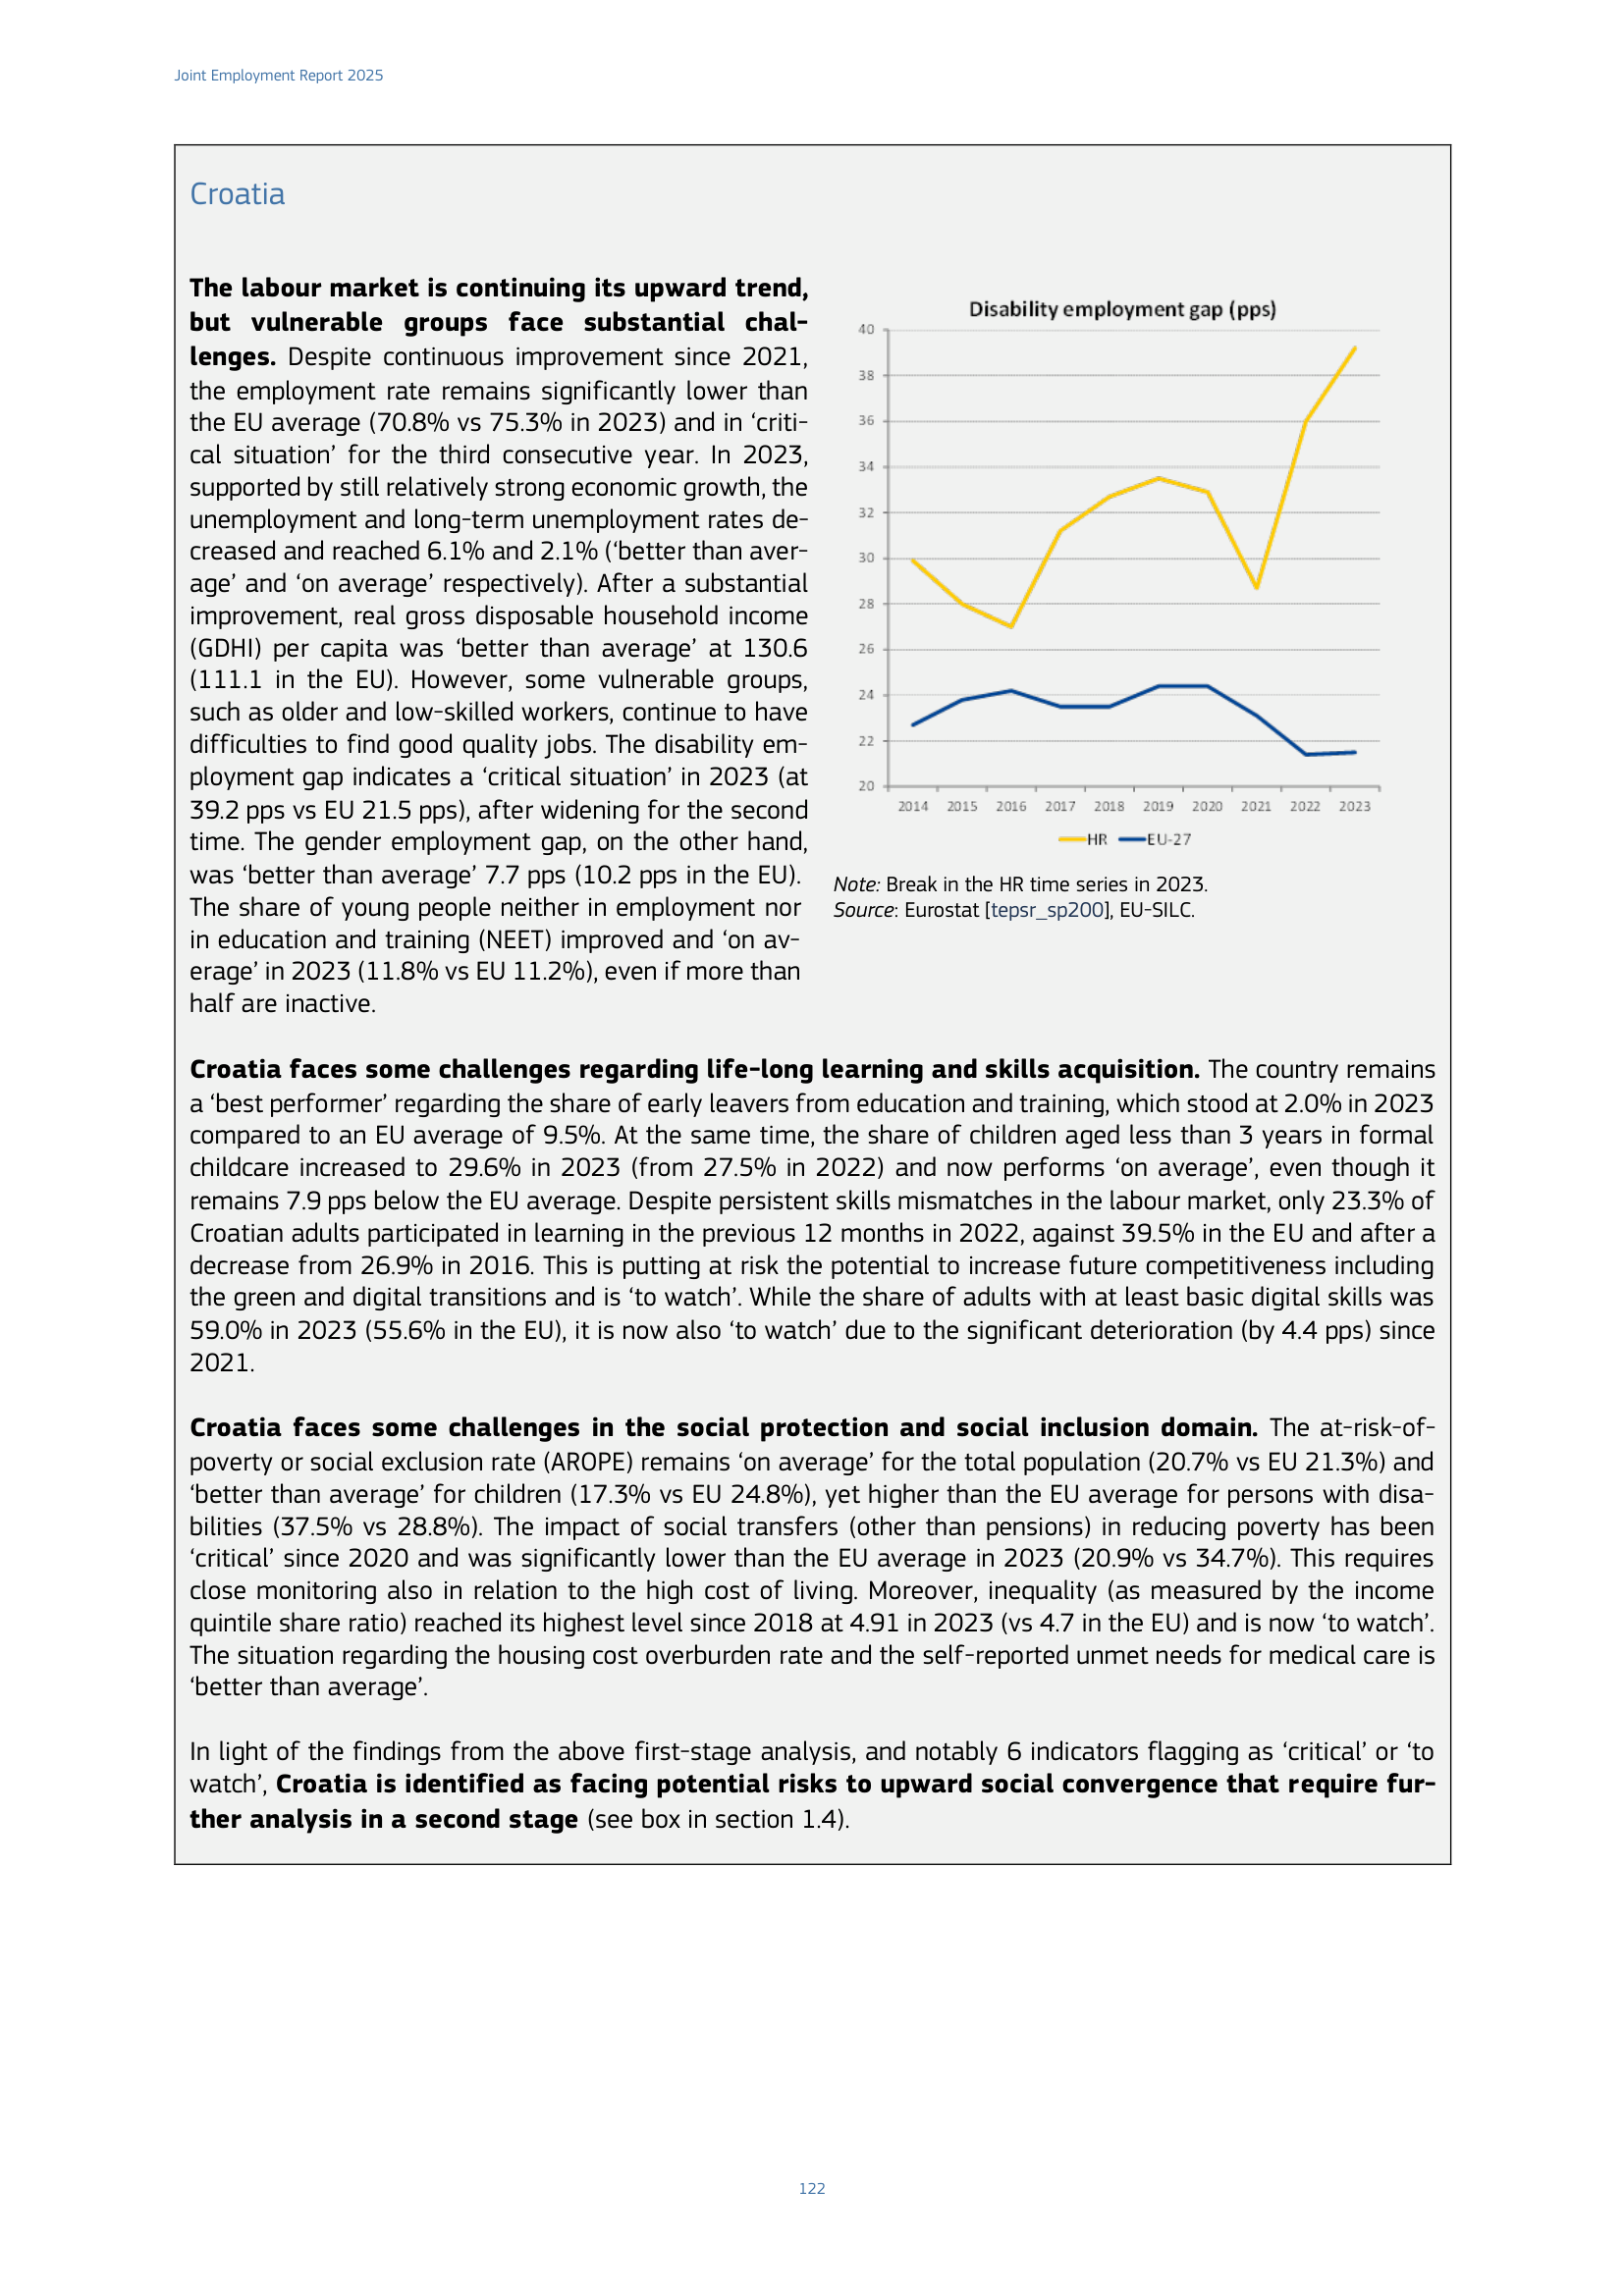 Joint Employment Report 2025
Croatia
The labour market is continuing its upward trend,
but vulnerable groups face substantial chal-
lenges. Despite continuous improvement since 2021,
the employment rate remains significantly lower than
the EU average (70.8% vs 75.3% in 2023) and in ‘criti-
cal situation’ for the third consecutive year. In 2023,
supported by still relatively strong economic growth, the
unemployment and long-term unemployment rates de-
creased and reached 6.1% and 2.1% (‘better than aver-
age’ and ‘on average’ respectively). After a substantial
improvement, real gross disposable household income
(GDHI) per capita was ‘better than average’ at 130.6
(111.1 in the EU). However, some vulnerable groups,
such as older and low-skilled workers, continue to have
difficulties to find good quality jobs. The disability em-
ployment gap indicates a ‘critical situation’ in 2023 (at
39.2 pps vs EU 21.5 pps), after widening for the second
time. The gender employment gap, on the other hand,
was ‘better than average’ 7.7 pps (10.2 pps in the EU).
The share of young people neither in employment nor
in education and training (NEET) improved and ‘on av-
erage’ in 2023 (11.8% vs EU 11.2%), even if more than
half are inactive.
Disability employment gap (pps)
40
38
36
34
32
30
28
26
24
22
20
2014 2015 2016 2017 2018 2019 2020 2021 2022 2023
HR EU-27
Note: Break in the HR time series in 2023.
Source: Eurostat [tepsr_sp200], EU-SILC.
Croatia faces some challenges regarding life-long learning and skills acquisition. The country remains
a ‘best performer’ regarding the share of early leavers from education and training, which stood at 2.0% in 2023
compared to an EU average of 9.5%. At the same time, the share of children aged less than 3 years in formal
childcare increased to 29.6% in 2023 (from 27.5% in 2022) and now performs ‘on average’, even though it
remains 7.9 pps below the EU average. Despite persistent skills mismatches in the labour market, only 23.3% of
Croatian adults participated in learning in the previous 12 months in 2022, against 39.5% in the EU and after a
decrease from 26.9% in 2016. This is putting at risk the potential to increase future competitiveness including
the green and digital transitions and is ‘to watch’. While the share of adults with at least basic digital skills was
59.0% in 2023 (55.6% in the EU), it is now also ‘to watch’ due to the significant deterioration (by 4.4 pps) since
2021.
Croatia faces some challenges in the social protection and social inclusion domain. The at-risk-of-
poverty or social exclusion rate (AROPE) remains ‘on average’ for the total population (20.7% vs EU 21.3%) and
‘better than average’ for children (17.3% vs EU 24.8%), yet higher than the EU average for persons with disa-
bilities (37.5% vs 28.8%). The impact of social transfers (other than pensions) in reducing poverty has been
‘critical’ since 2020 and was significantly lower than the EU average in 2023 (20.9% vs 34.7%). This requires
close monitoring also in relation to the high cost of living. Moreover, inequality (as measured by the income
quintile share ratio) reached its highest level since 2018 at 4.91 in 2023 (vs 4.7 in the EU) and is now ‘to watch’.
The situation regarding the housing cost overburden rate and the self-reported unmet needs for medical care is
‘better than average’.
In light of the findings from the above first-stage analysis, and notably 6 indicators flagging as ‘critical’ or ‘to
watch’, Croatia is identified as facing potential risks to upward social convergence that require fur-
ther analysis in a second stage (see box in section 1.4).
122